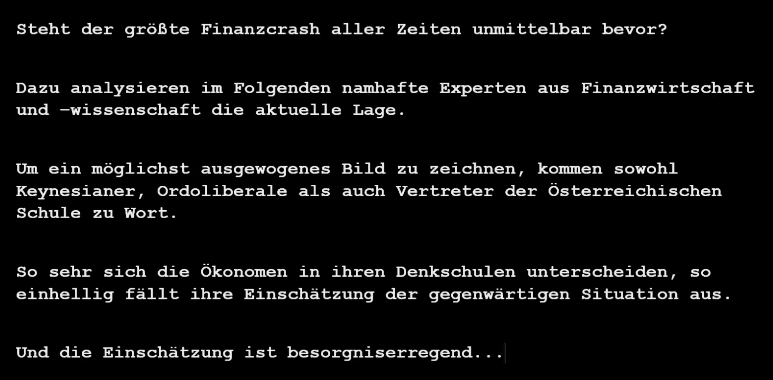 Steht der größte Finanzcrash aller Zeiten unmittelbar bevor?
Dazu analysieren im Folgenden namhafte Experten aus Finanzwirtschaft
und –wissenschaft die aktuelle Lage.
Um ein möglichst ausgewogenes Bild zu zeichnen, kommen sowohl
Keynesianer, Ordoliberale als auch Vertreter der Österreichischen
Schule zu Wort.
So sehr sich die Ökonomen in ihren Denkschulen unterscheiden, so
einhellig fällt ihre Einschätzung der gegenwärtigen Situation aus.
Und die Einschätzung ist besorgniserregend...